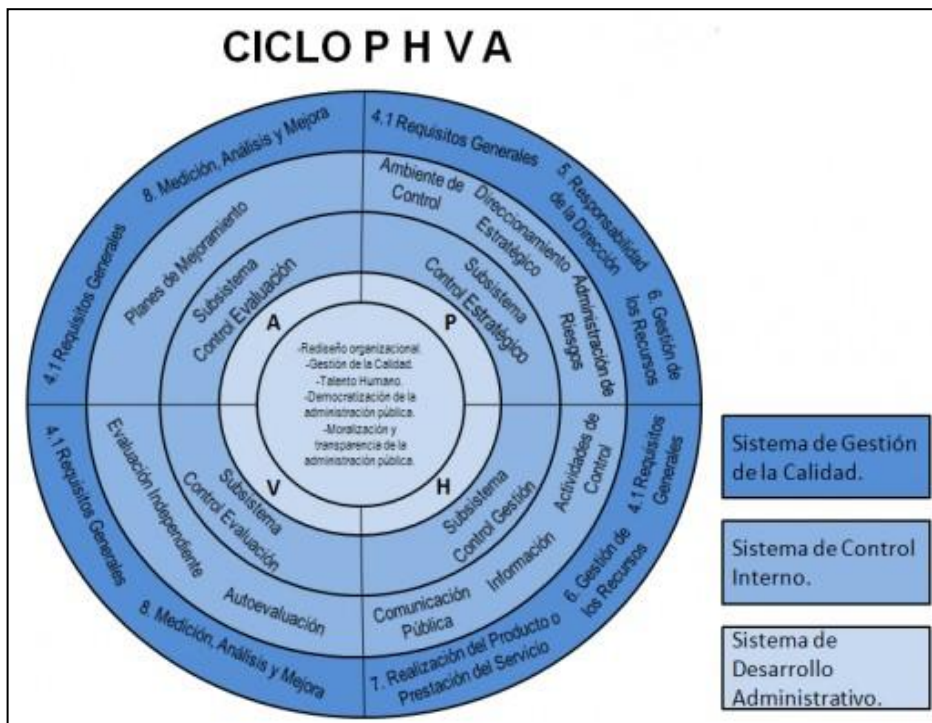 CICLO P H V A
4.1 Requisitos Generales
8. Medición, Análisis y Mejora
4.1 Requisitos Generales
5. Responsabilidad
de la Dirección
6. Gestión de
los Recursos
Planes de Mejoramiento
Ambiente de
Control
Direccionamiento
Estratégico
Administración de
Riesgos
Subsistema
Control Evaluación
Subsistema
Control Estratégico
A
P
-Rediseño organizacional.
-Gestión de la Calidad.
-Talento Humano.
-Democratización de la
administración pública.
-Moralización y
transparencia de la
administración pública.
V
H
Subsistema
Control Evaluación
Subsistema
Control Gestión
Evaluación Independiente
Autoevaluación
Actividades de
Control
Información
Comunicación
Pública
4.1 Requisitos Generales
8. Medición, Análisis y Mejora
4.1 Requisitos
Generales
6. Gestión de
los Recursos
7. Realización del Producto o
Prestación del Servicio
Sistema de Gestión
de la Calidad.
Sistema de Control
Interno.
Sistema de
Desarrollo
Administrativo.